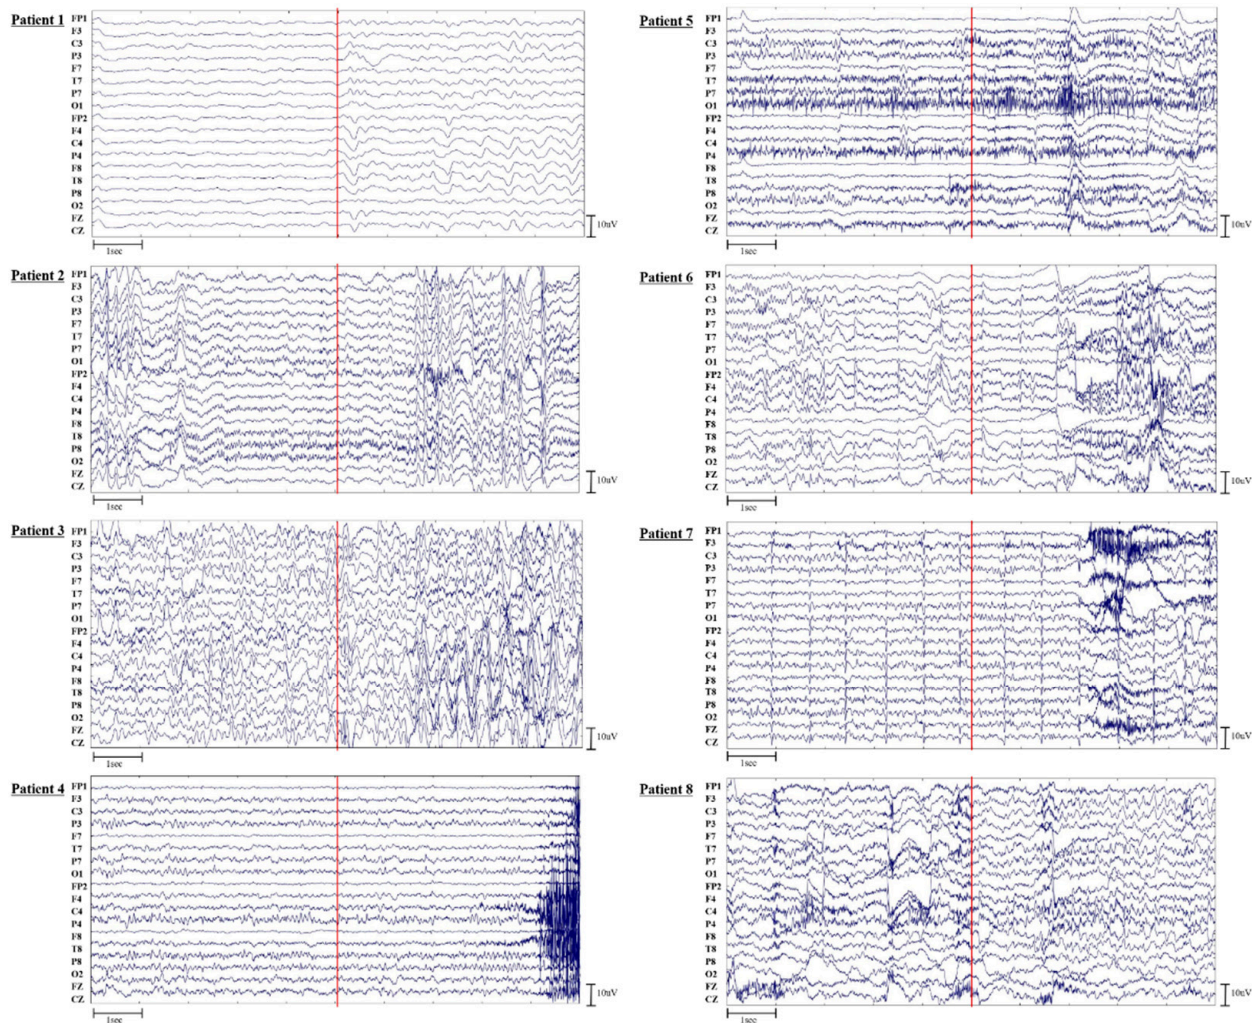 Patient 1
FP1
F3
C3
P3
F7
T7
P7
O1
FP2
F4
C4
P4
F8
T8
P8
O2
FZ
CZ
10uV
1sec
Patient 2
FP1
F3
C3
P3
F7
T7
P7
O1
FP2
F4
C4
P4
F8
T8
P8
O2
FZ
CZ
10uV
1sec
Patient 3
FP1
F3
C3
P3
F7
T7
P7
O1
FP2
F4
C4
P4
F8
T8
P8
O2
FZ
CZ
10uV
1sec
Patient 4
FP1
F3
C3
P3
F7
T7
P7
O1
FP2
F4
C4
P4
F8
T8
P8
O2
FZ
CZ
10uV
1sec
Patient 5
FP1
F3
C3
P3
F7
T7
P7
O1
FP2
F4
C4
P4
F8
T8
P8
O2
FZ
CZ
10uV
1sec
Patient 6
FP1
F3
C3
P3
F7
T7
P7
O1
FP2
F4
C4
P4
F8
T8
P8
O2
FZ
CZ
10uV
1sec
Patient 7
FP1
F3
C3
P3
F7
T7
P7
O1
FP2
F4
C4
P4
F8
T8
P8
O2
FZ
CZ
10uV
1sec
Patient 8
FP1
F3
C3
P3
F7
T7
P7
O1
FP2
F4
C4
P4
F8
T8
P8
O2
FZ
CZ
10uV
1sec